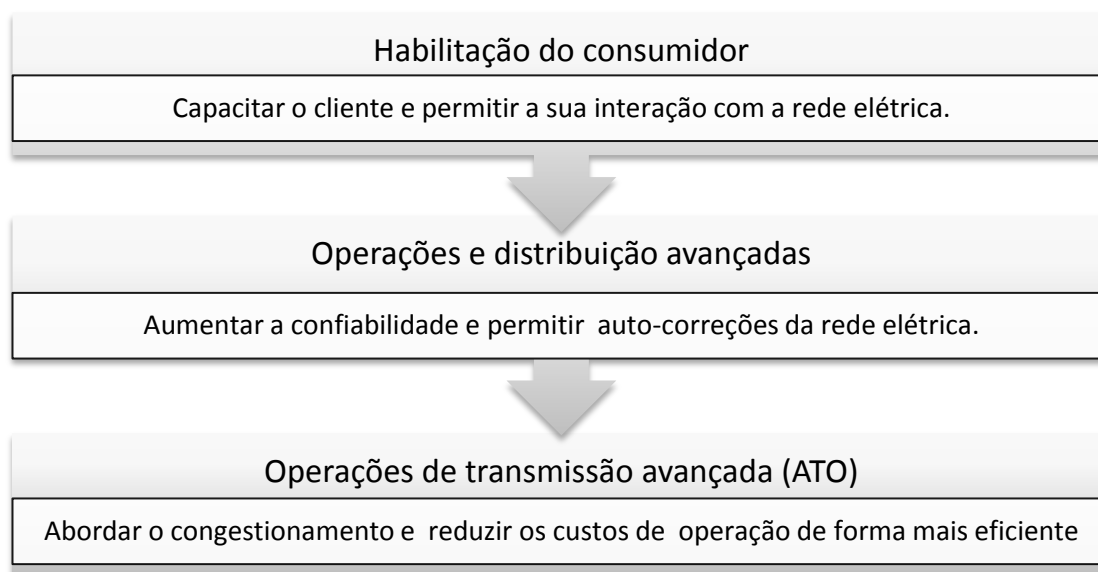 Habilitação do consumidor
Capacitar o cliente e permitir a sua interação com a rede elétrica.
Operações e distribuição avançadas
Aumentar a confiabilidade e permitir auto-correções da rede elétrica.
Operações de transmissão avançada (ATO)
Abordar o congestionamento e reduzir os custos de operação de forma mais eficiente